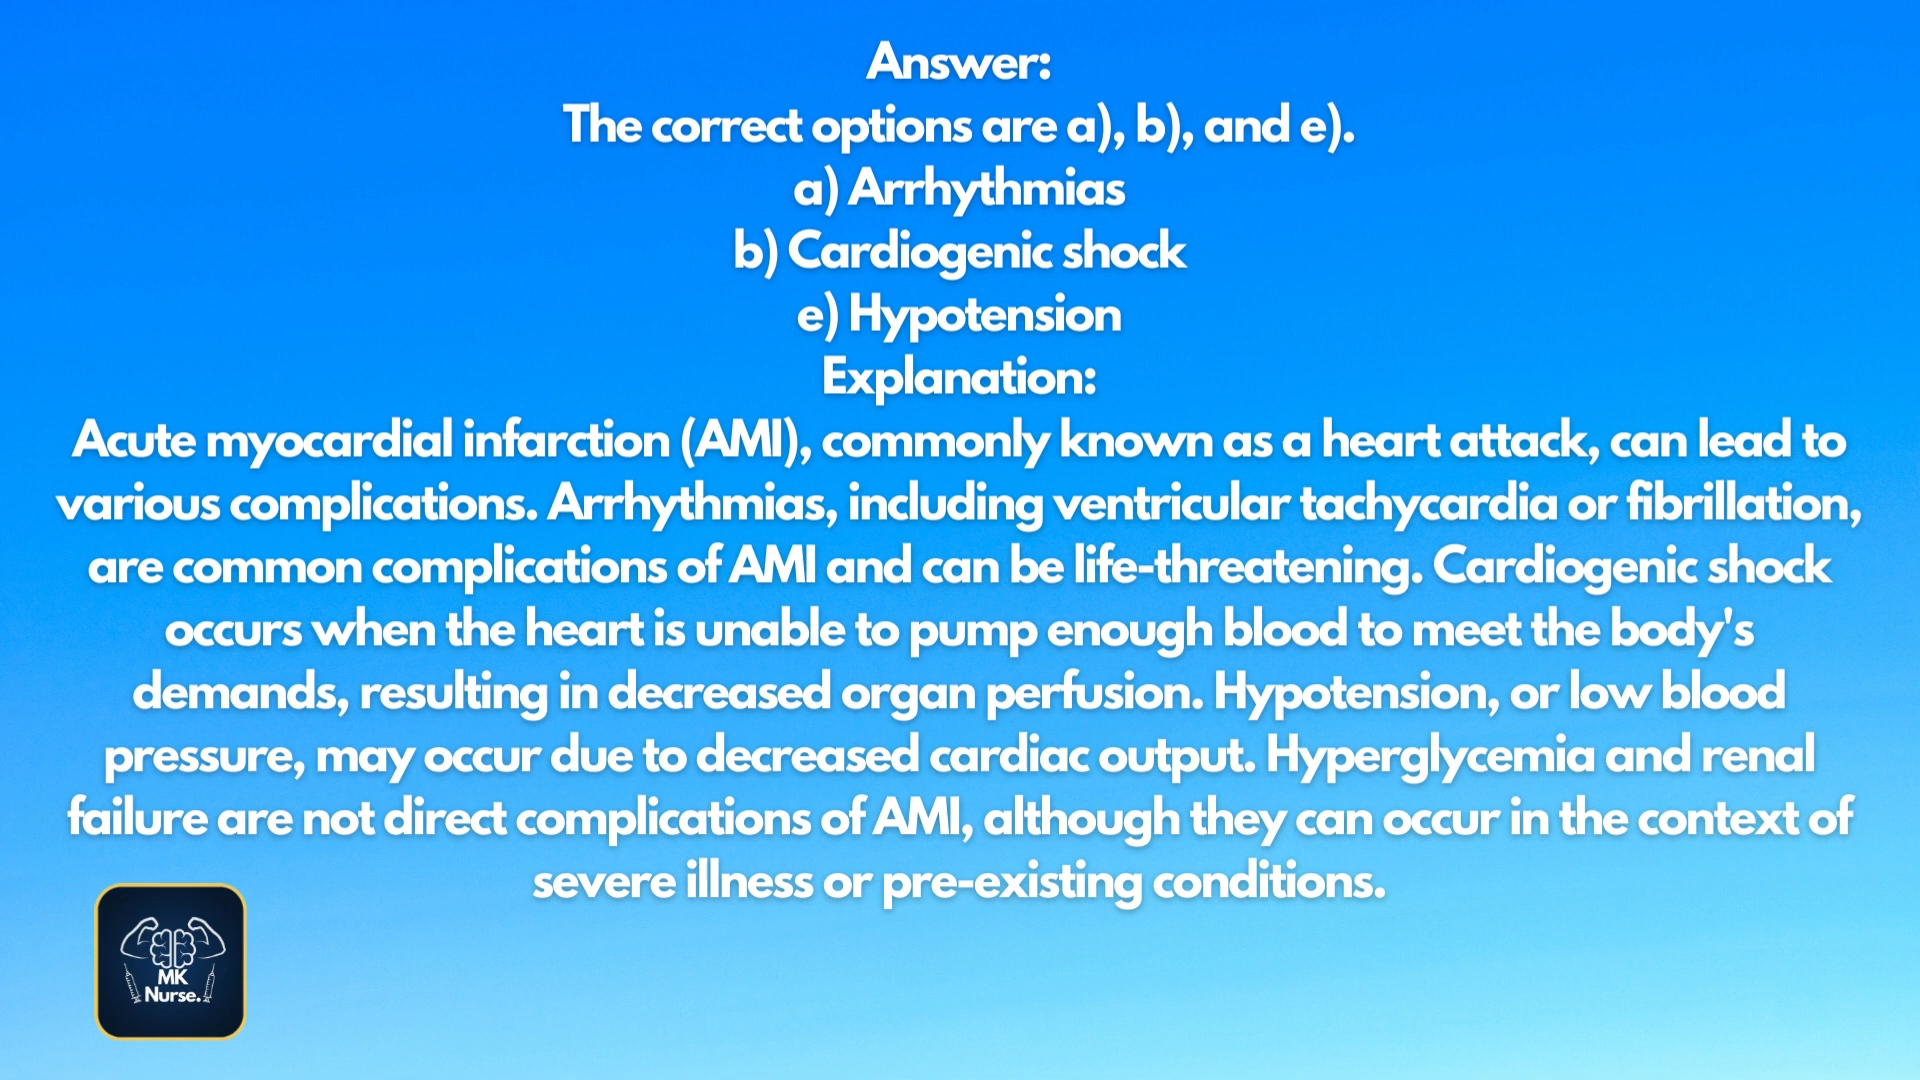 Answer:
The correct options are a), b), and e).
a) Arrhythmias
b) Cardiogenic shock
e) Hypotension
Explanation:
Acute myocardial infarction (AMI), commonly known as a heart attack, can lead to
various complications. Arrhythmias, including ventricular tachycardia or fibrillation,
are common complications of AMI and can be life-threatening. Cardiogenic shock
occurs when the heart is unable to pump enough blood to meet the body's
demands, resulting in decreased organ perfusion. Hypotension, or low blood
pressure, may occur due to decreased cardiac output. Hyperglycemia and renal
failure are not direct complications of AMI, although they can occur in the context of
severe illness or pre-existing conditions.
MK
Nurse.